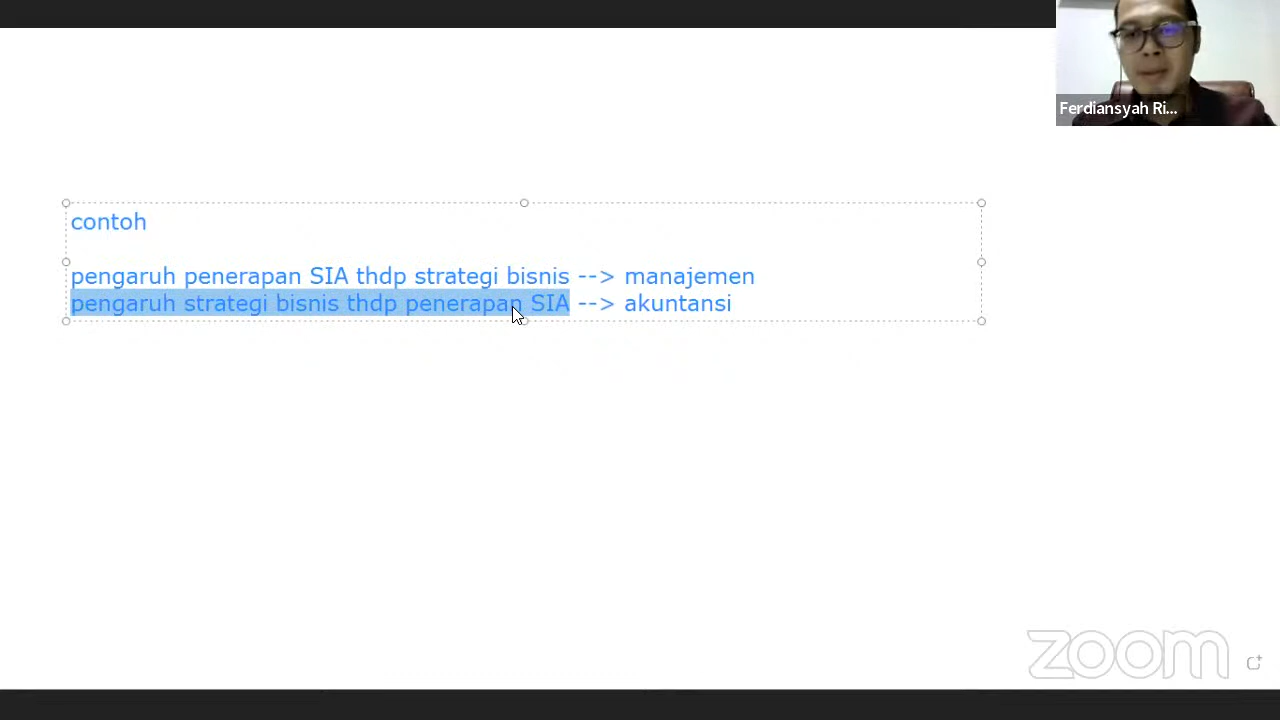 Ferdiansyah Ri...
contoh
pengaruh penerapan SIA thdp strategi bisnis --> manajemen
pengaruh strategi bisnis thdp penerapan SIA --> akuntansi
zoom